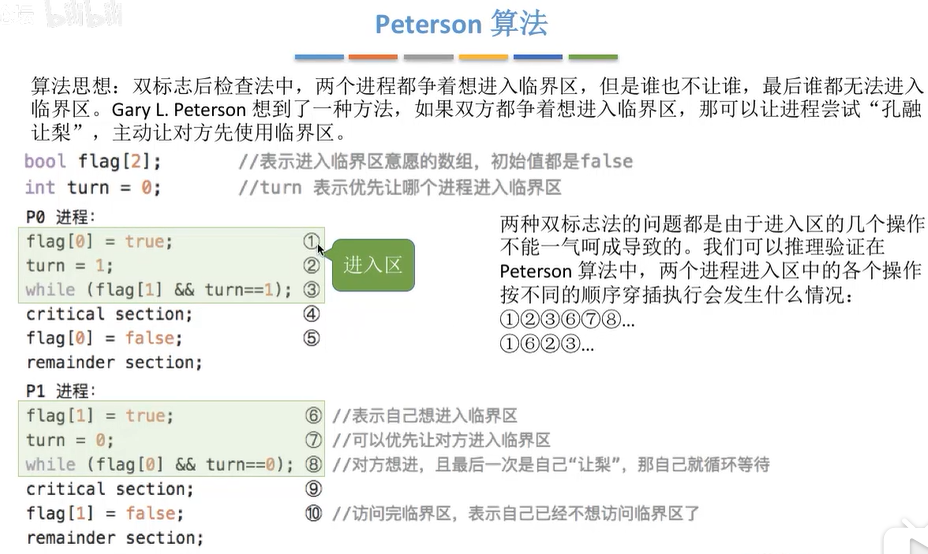 bilibili
Peterson 算法
算法思想：双标志后检查法中，两个进程都争着想进入临界区，但是谁也不让谁，最后谁都无法进入
临界区。Gary L. Peterson 想到了一种方法，如果双方都争着想进入临界区，那可以让进程尝试“孔融
让梨”，主动让对方先使用临界区。
bool flag[2]; //表示进入临界区意愿的数组，初始值都是false
int turn = 0; //turn 表示优先让哪个进程进入临界区
P0 进程：
flag[0] = true; ①
turn = 1; ②
while (flag[1] && turn==1); ③
critical section; ④
flag[0] = false; ⑤
remainder section;
进入区
两种双标志法的问题都是由于进入区的几个操作
不能一气呵成导致的。我们可以推理验证在
Peterson 算法中，两个进程进入区中的各个操作
按不同的顺序穿插执行会发生什么情况：
①②③⑥⑦⑧...
①⑥②③...
P1 进程：
flag[1] = true; ⑥ //表示自己想进入临界区
turn = 0; ⑦ //可以优先让对方进入临界区
while (flag[0] && turn==0); ⑧ //对方想进，且最后一次是自己“让梨”，那自己就循环等待
critical section; ⑨
flag[1] = false; ⑩ //访问完临界区，表示自己已经不想访问临界区了
remainder section;